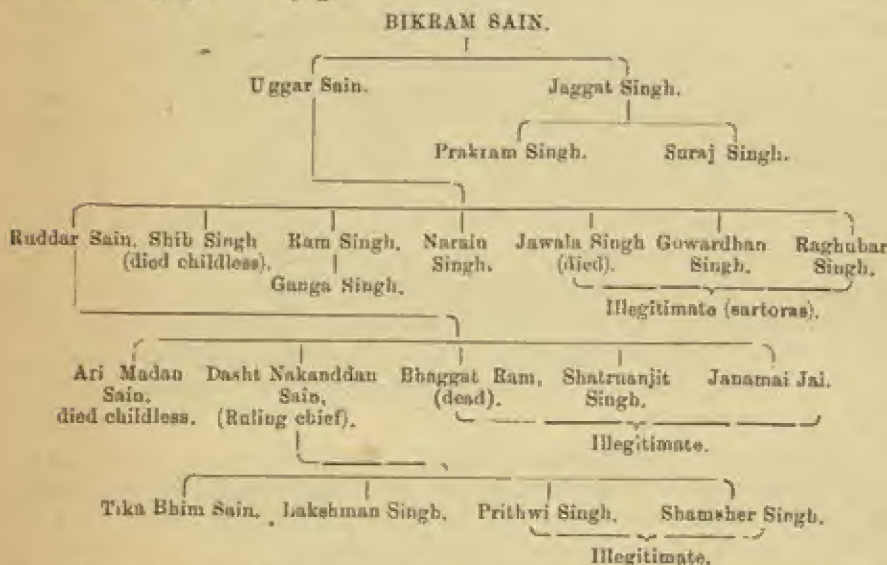 BIKRAM SAIN.
Uggar Sain. Jaggat Singh.
Prakram Singh. Suraj Singh.
Ruddar Sain, Shib Singh Ram Singh, Narain Jawala Singh Gowardhan Raghubar
(died childless). Singh. (died). Singh. Singh.
Ganga Singh.
Illegitimate (sartoras).
Ari Madan Dasht Nakanddan Bhaggat Ram, Shatruanjit Janamai Jai.
Sain, Sain, (dead). Singh.
died childless. (Ruling chief).
Illegitimate.
Tika Bhim Sain. Lakshman Singh. Prithwi Singh. Shamsher Singh.
Illegitimate.